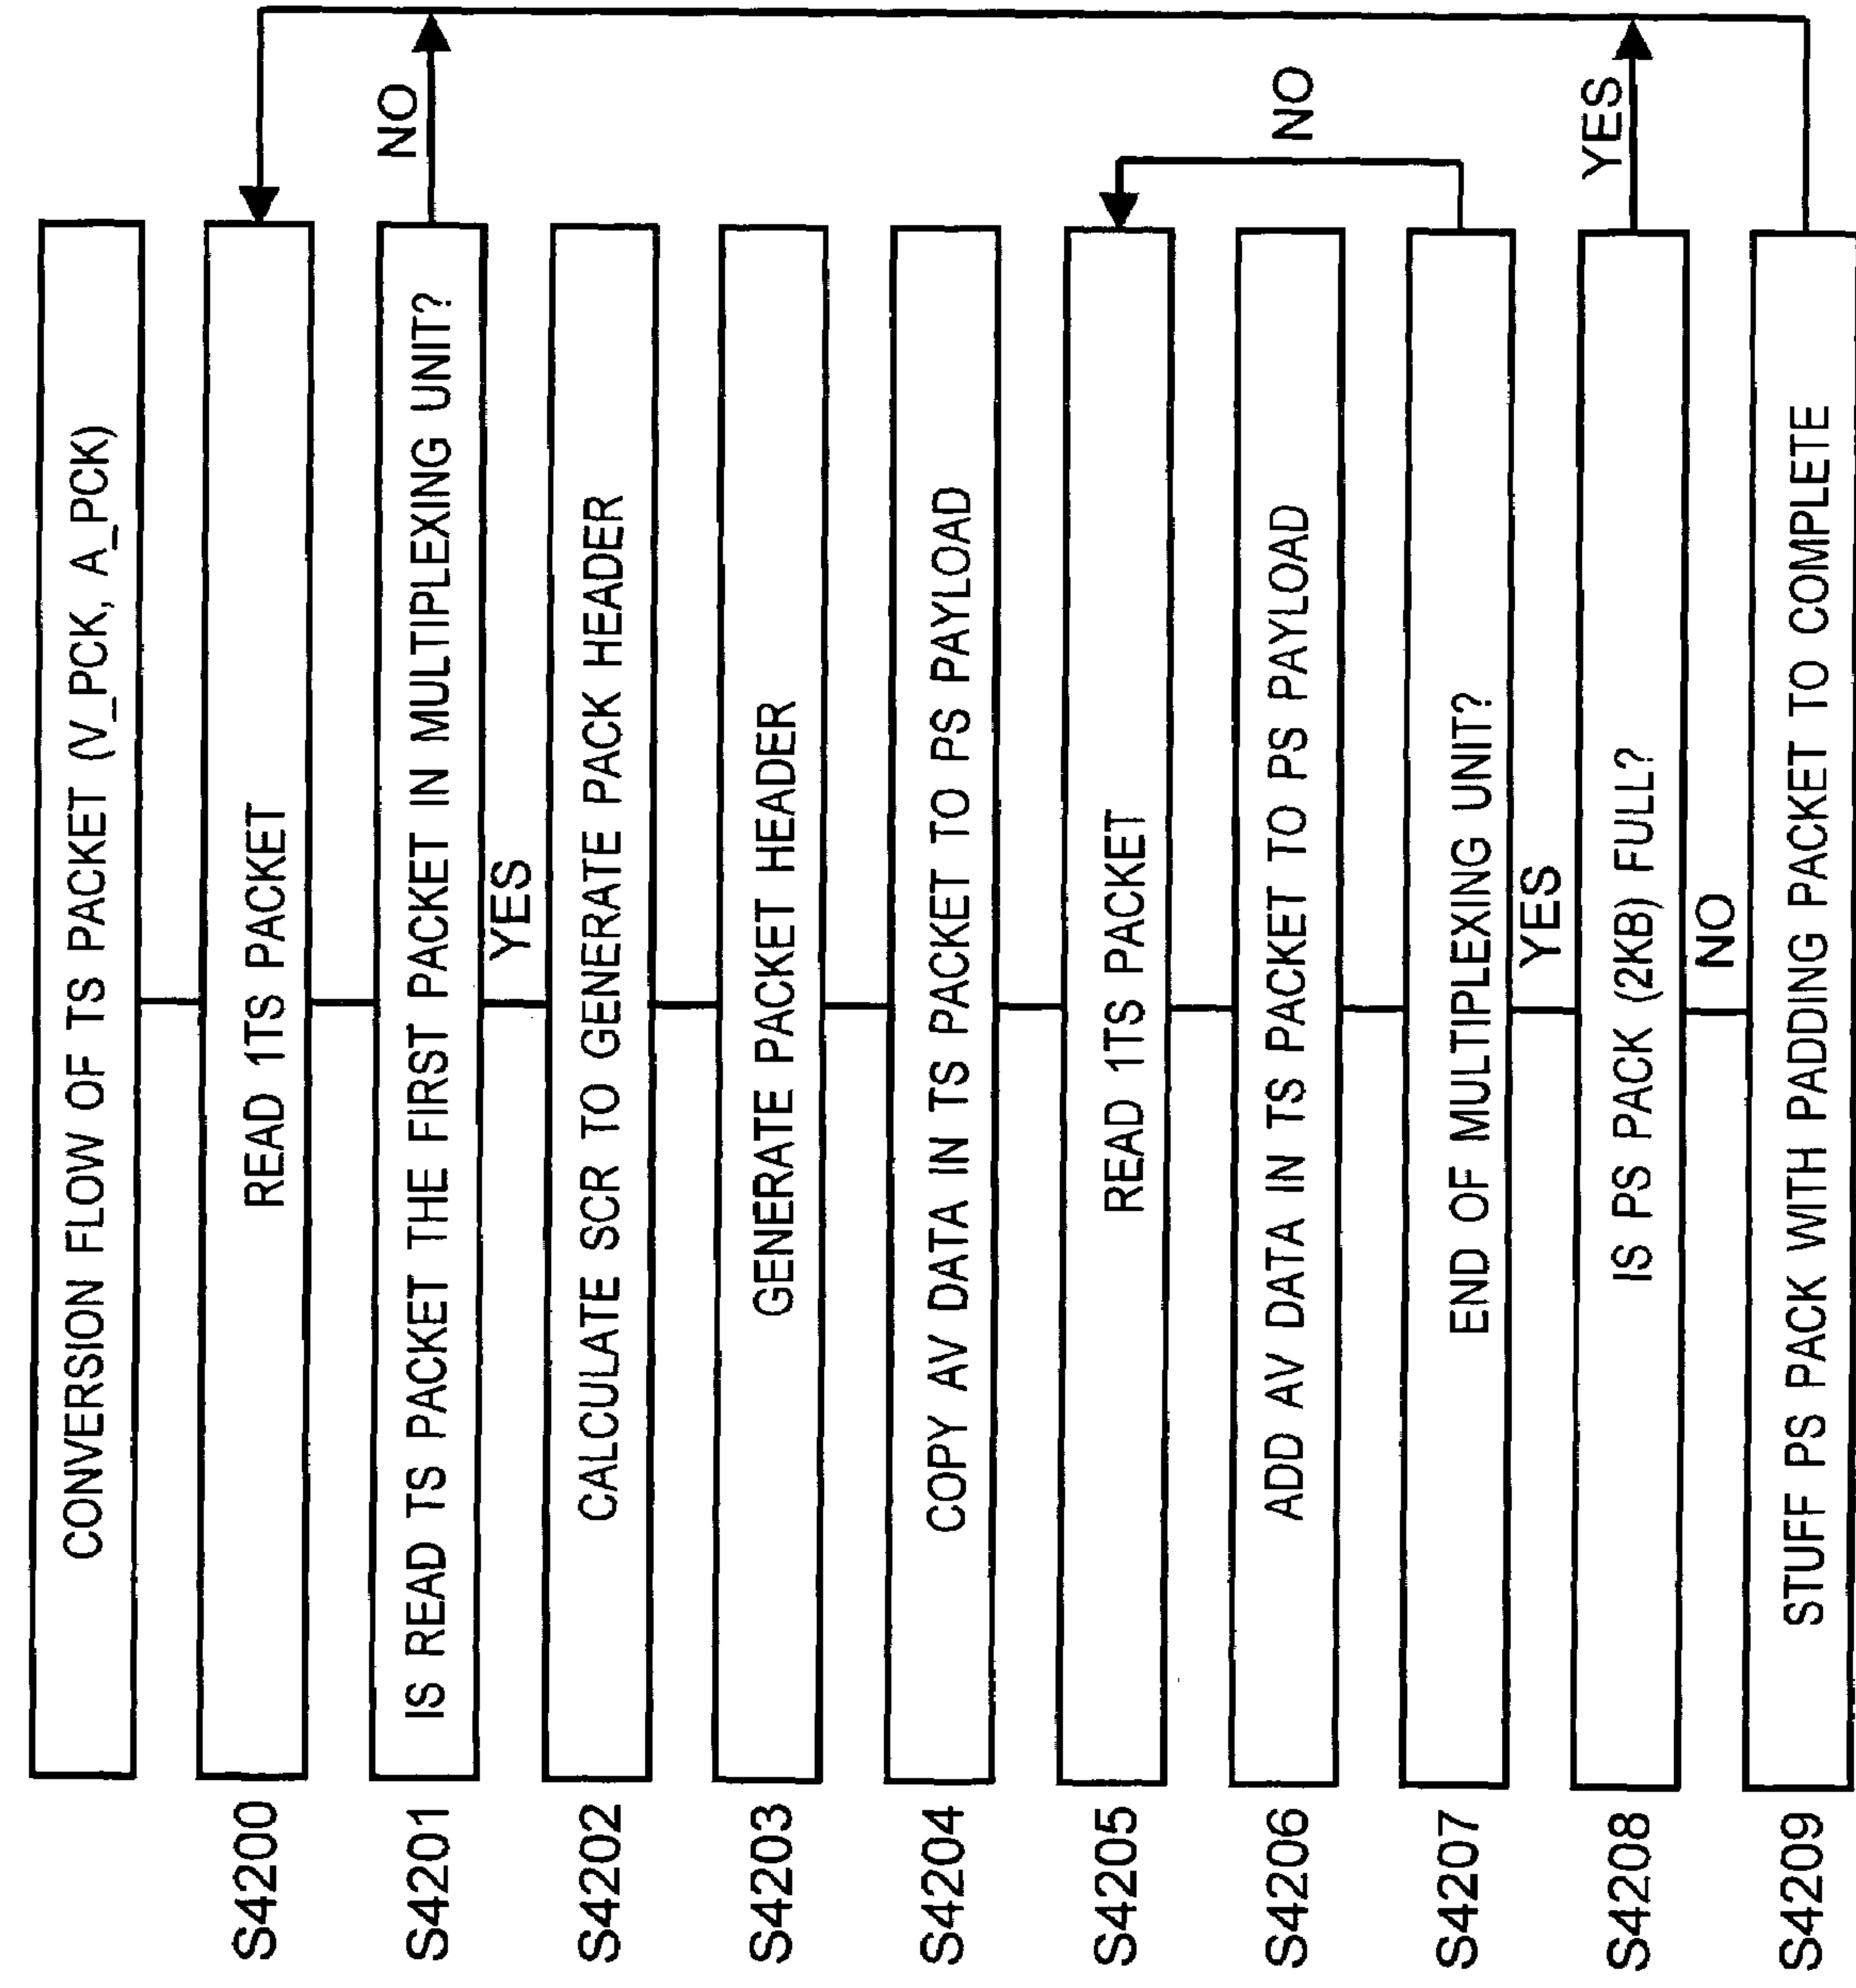 CONVERSION FLOW OF TS PACKET (V_PCK, A_PCK)
S4200
READ 1TS PACKET
S4201
IS READ TS PACKET THE FIRST PACKET IN MULTIPLEXING UNIT?
NO
YES
S4202
CALCULATE SCR TO GENERATE PACK HEADER
S4203
GENERATE PACKET HEADER
S4204
COPY AV DATA IN TS PACKET TO PS PAYLOAD
S4205
READ 1TS PACKET
S4206
ADD AV DATA IN TS PACKET TO PS PAYLOAD
NO
S4207
END OF MULTIPLEXING UNIT?
YES
S4208
IS PS PACK (2KB) FULL?
YES
NO
S4209
STUFF PS PACK WITH PADDING PACKET TO COMPLETE